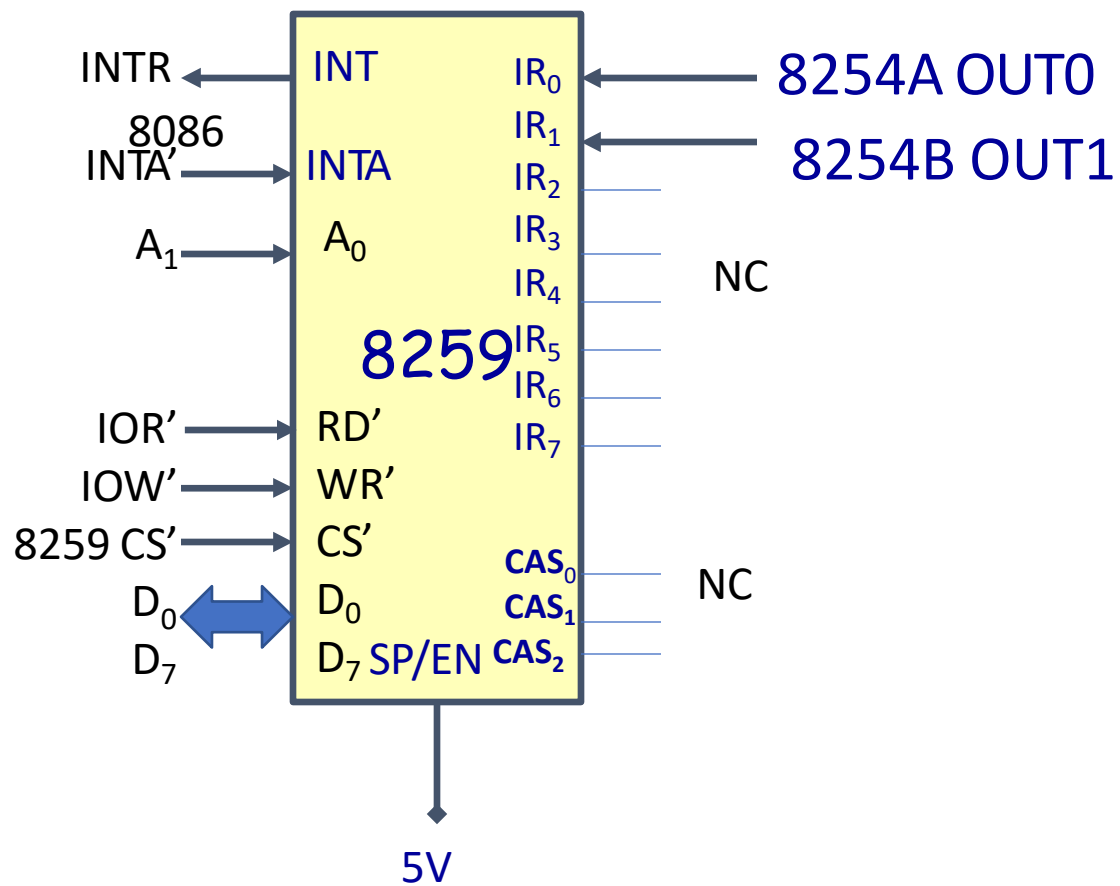 INTR INT IR0 8254A OUT0
8086 IR1
INTA’ INTA IR2 8254B OUT1
A1 A0 IR3
IR4 NC
8259 IR5
IR6
IOR’ RD’ IR7
IOW’ WR’
8259 CS’ CS’
CAS0 NC
D0 D0 CAS1
D7 D7 SP/EN CAS2
5V